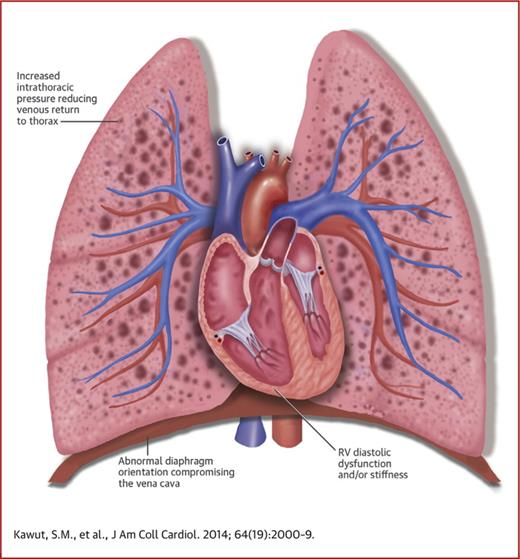 Increased
intrathoracic
pressure reducing
venous return
to thorax
Abnormal diaphragm
orientation compromising
the vena cava
RV diastolic
dysfunction
and/or stiffness
Kawut, S.M., et al., J Am Coll Cardiol. 2014; 64(19):2000–9.